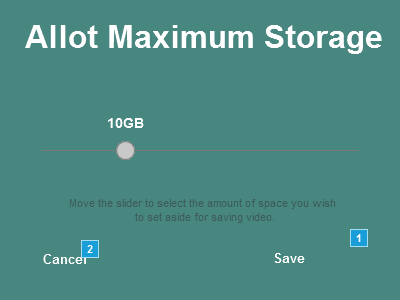 Allot Maximum Storage
10GB
Move the slider to select the amount of space you wish
to set aside for saving video.
1
2
Cancel
Save